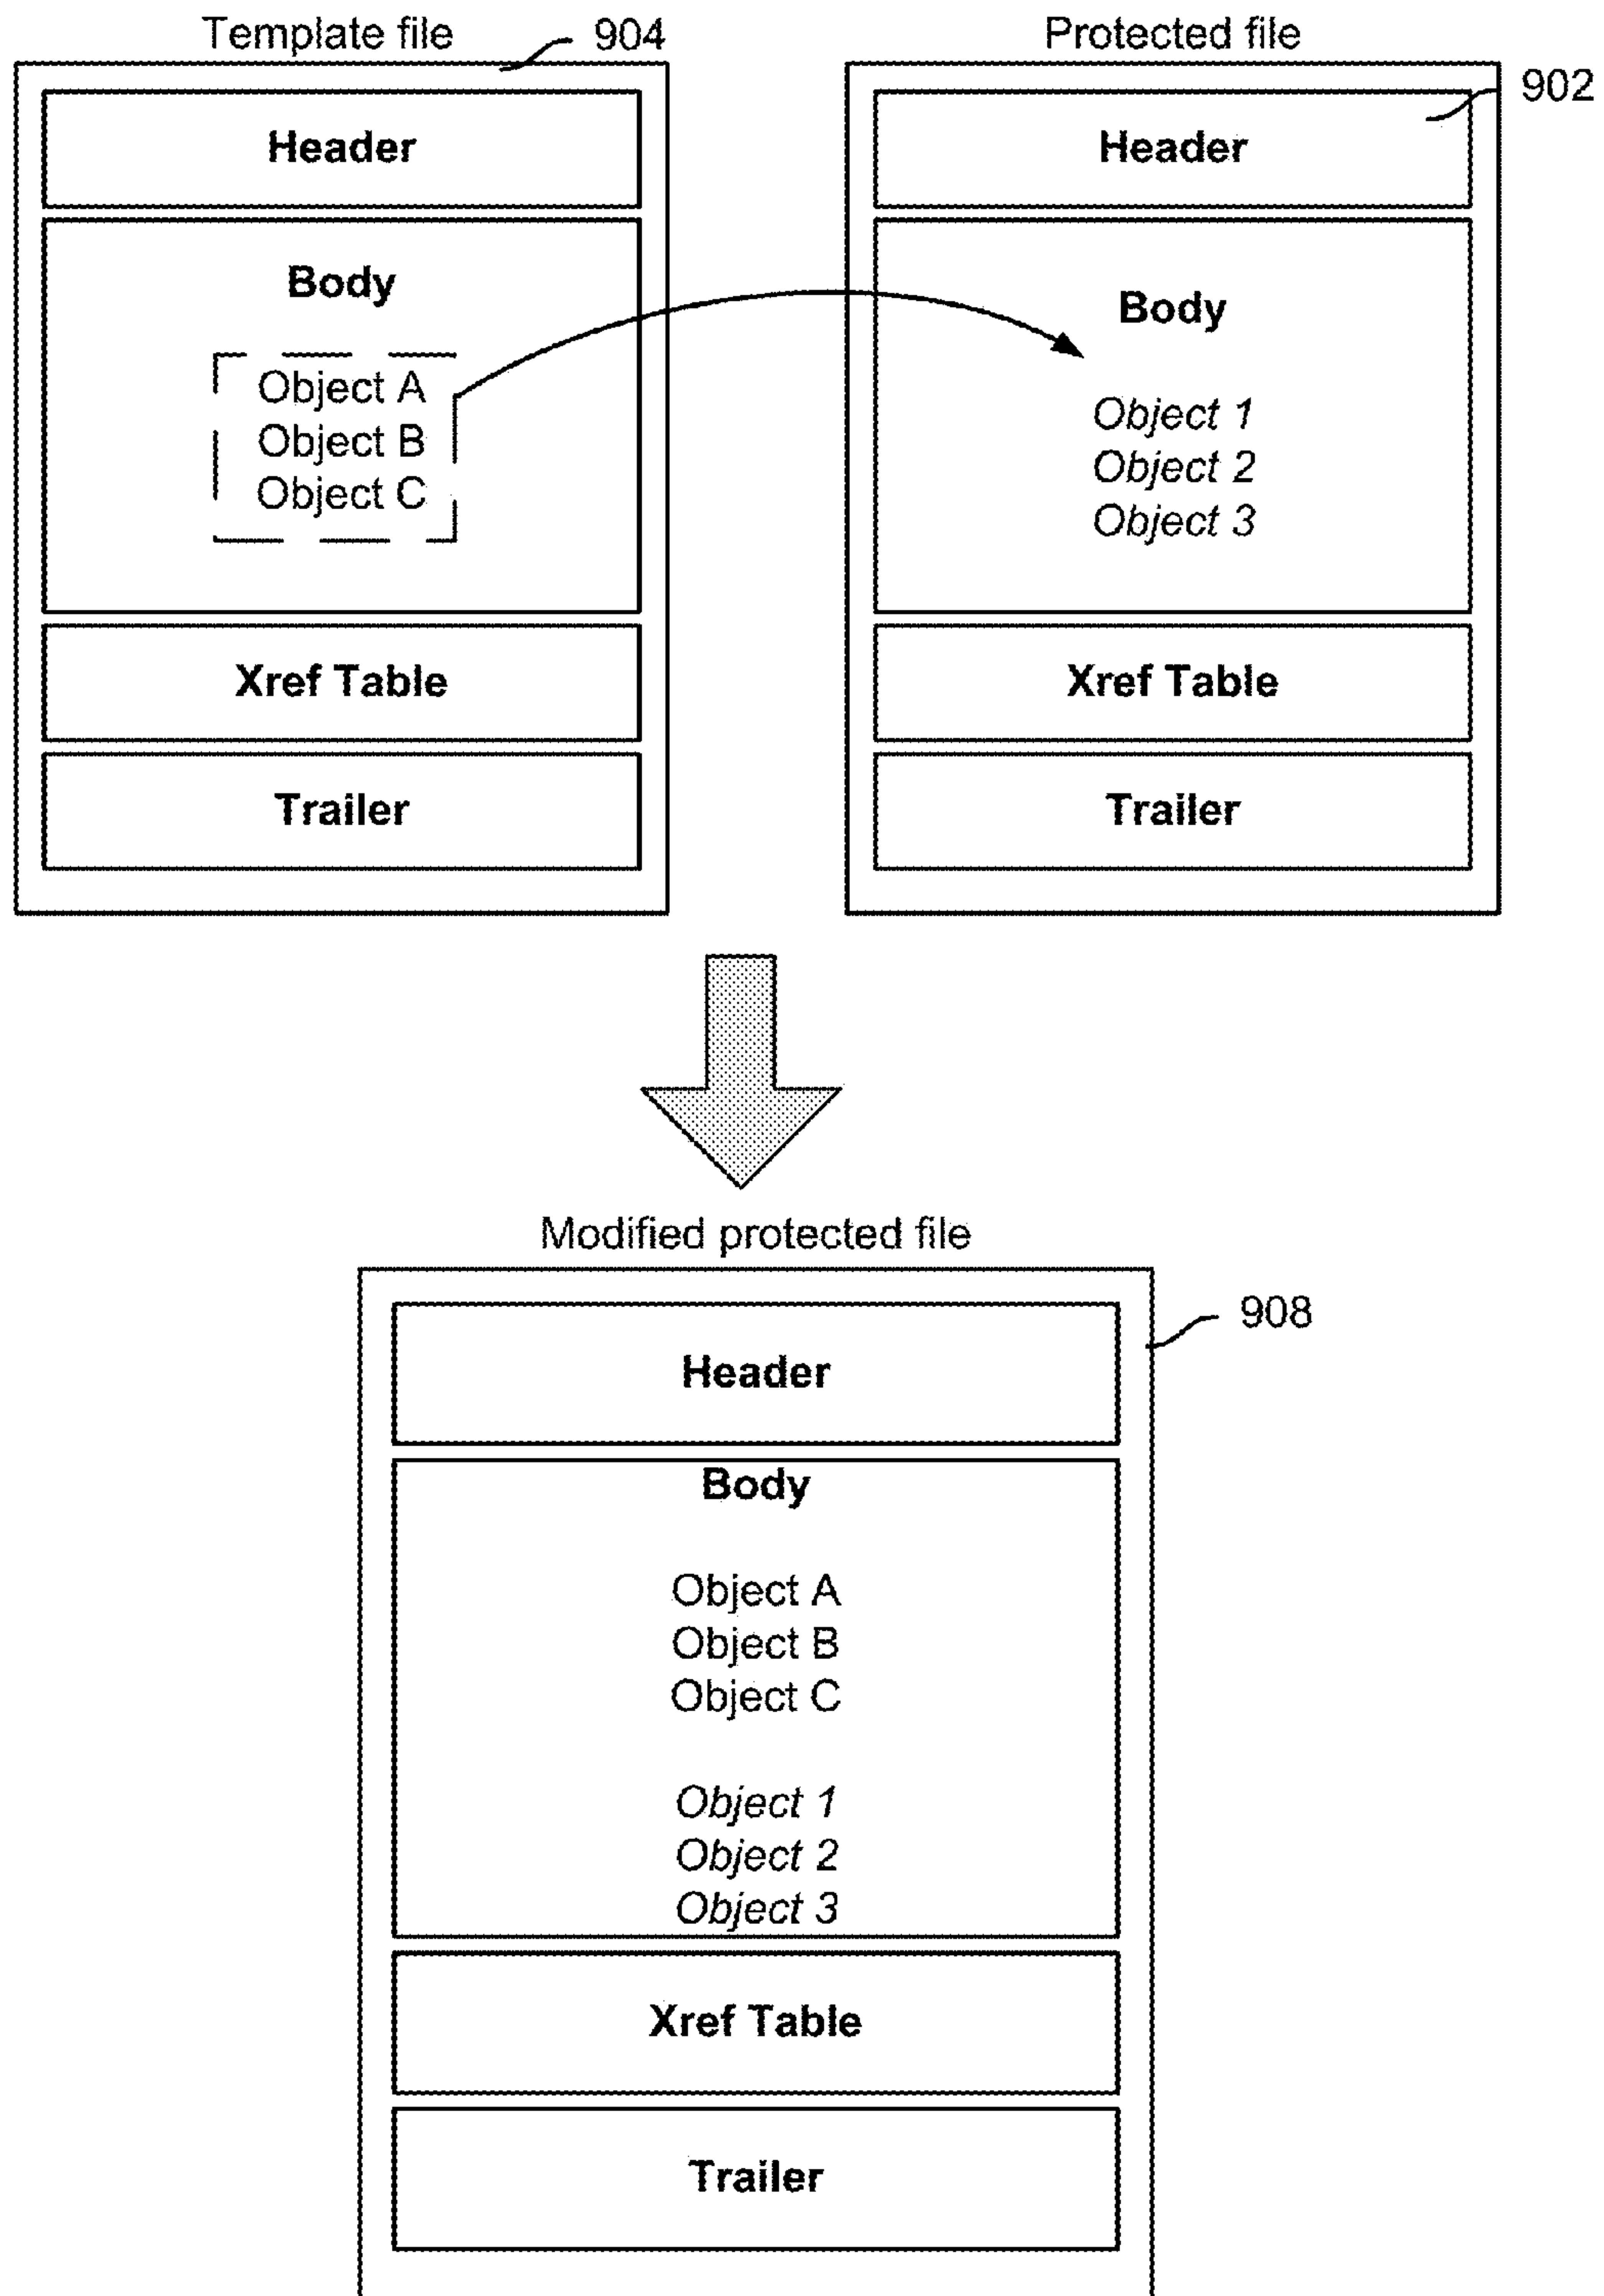 Template file
904
Header
Body
Object A
Object B
Object C
Xref Table
Trailer
Protected file
902
Header
Body
Object 1
Object 2
Object 3
Xref Table
Trailer
Modified protected file
908
Header
Body
Object A
Object B
Object C
Object 1
Object 2
Object 3
Xref Table
Trailer